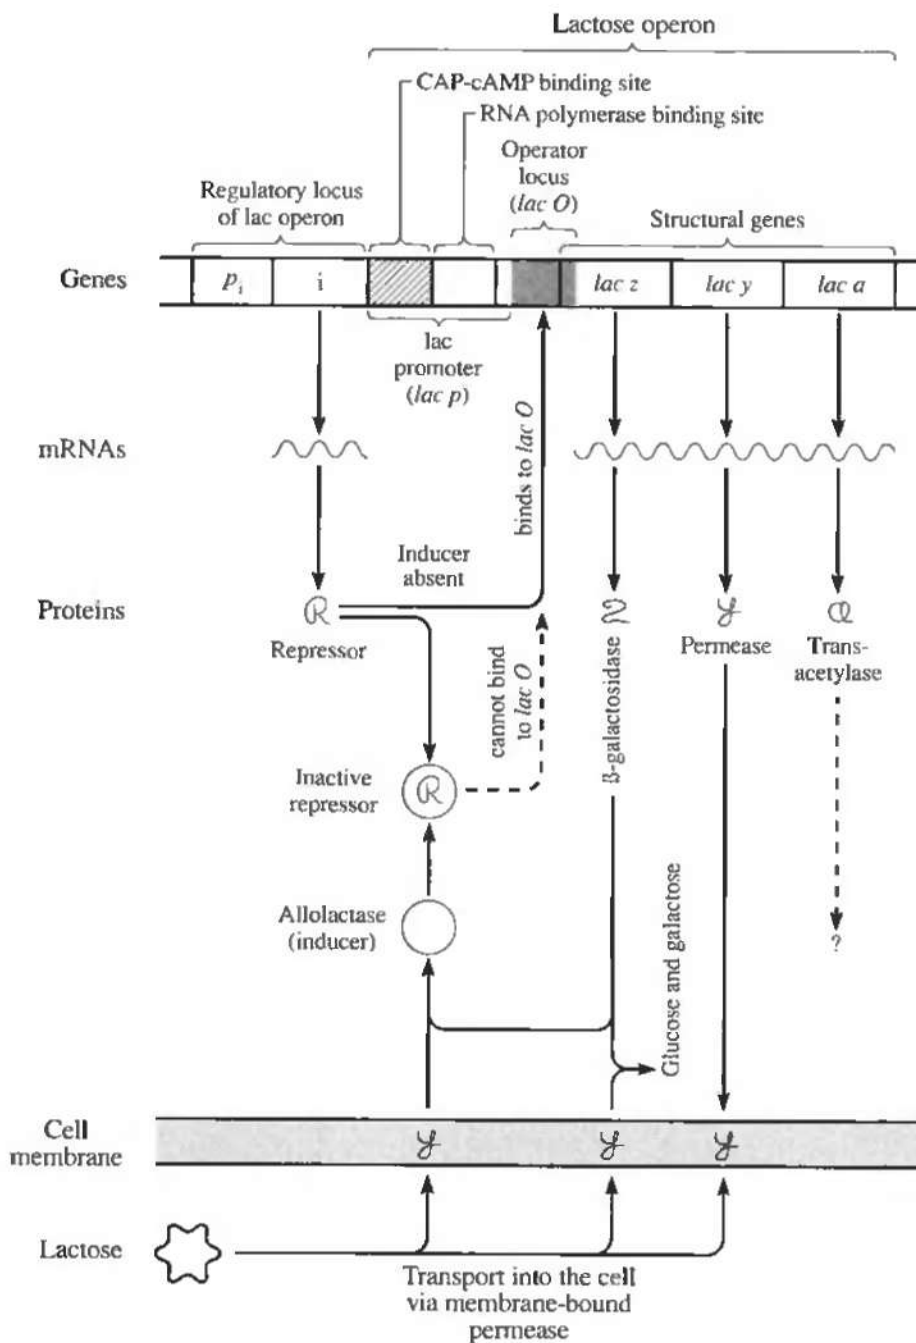 Lactose operon
CAP-cAMP binding site
RNA polymerase binding site
Operator
locus
(lac O)
Regulatory locus
of lac operon
Structural genes
Genes
p i
i
lac z
lac y
lac a
lac
promoter
(lac p)
mRNAs
binds to lac O
Inducer
absent
Proteins
R
Repressor
β-galactosidase
Permease
Trans-
acetylase
cannot bind
to lac O
Inactive
repressor
R
Allolactase
(inducer)
?
Glucose and galactose
Cell
membrane
y
y
y
Lactose
Transport into the cell
via membrane-bound
permease